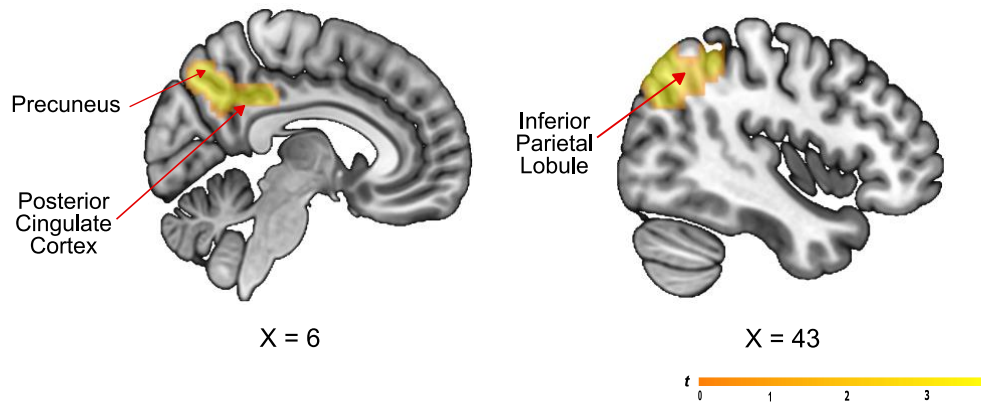 Precuneus
Posterior
Cingulate
Cortex
Inferior
Parietal
Lobule
X = 6
X = 43
t
0 1 2 3